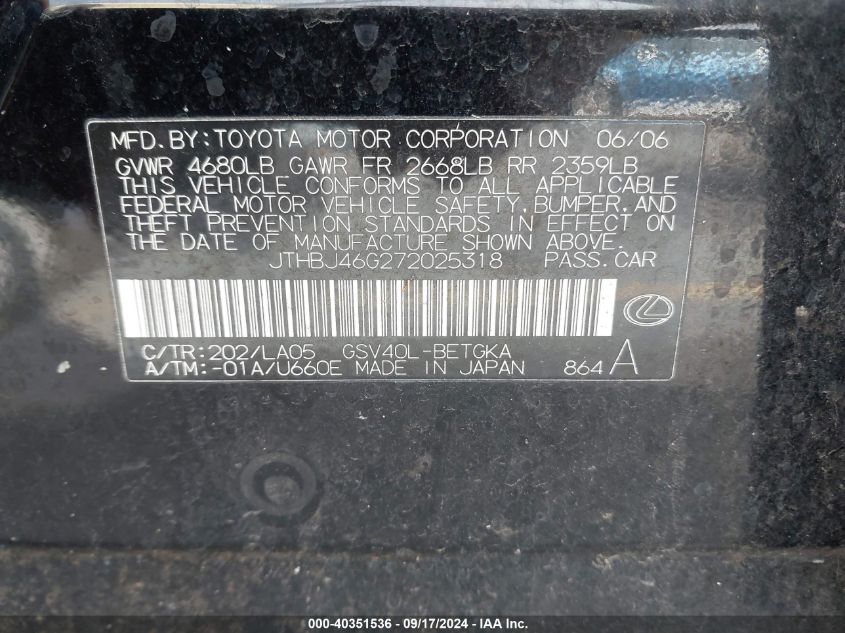 MFD. BY: TOYOTA MOTOR CORPORATION 06/06
GVWR 4680LB GAWR FR 2668LB RR 2359LB
THIS VEHICLE CONFORMS TO ALL APPLICABLE
FEDERAL MOTOR VEHICLE SAFETY, BUMPER, AND
THEFT PREVENTION STANDARDS IN EFFECT ON
THE DATE OF MANUFACTURE SHOWN ABOVE.
JTHBJ46G272025318 PASS. CAR
C/TR: 202/LA05 GSV40L-BETGKA
A/TM: -01A/U660E MADE IN JAPAN 864 A
000-40351536 - 09/17/2024 - © IAA, Inc.